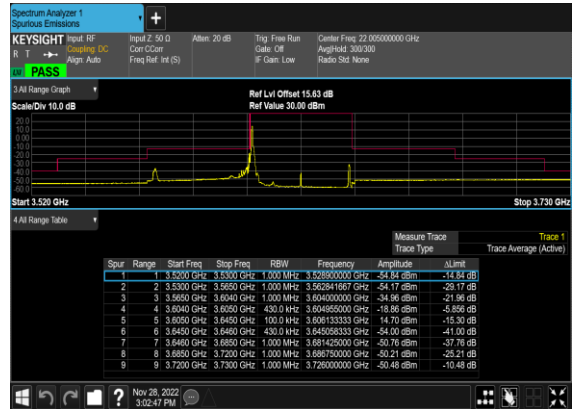 Spectrum Analyzer 1
Spurious Emissions
+
KEYSIGHT Input: RF Input Z: 50 Ω Atten: 20 dB Trig: Free Run Center Freq: 22.005000000 GHz
R T Coupling: DC Corr CCorr Gate: Off Avg|Hold: 300/300
Align: Auto Freq Ref: Int (S) IF Gain: Low Radio Std: None
PASS
3 All Range Graph
Ref Lvl Offset 15.63 dB
Scale/Div 10.0 dB Ref Value 30.00 dBm
20.0
10.0
0.00
-10.0
-20.0
-30.0
-40.0
-50.0
-60.0
Start 3.520 GHz Stop 3.730 GHz
4 All Range Table
Measure Trace Trace 1
Trace Type Trace Average (Active)
Spur Range Start Freq Stop Freq RBW Frequency Amplitude ΔLimit
1 1 3.5200 GHz 3.5300 GHz 1.000 MHz 3.528900000 GHz -54.84 dBm -14.84 dB
2 2 3.5300 GHz 3.5650 GHz 1.000 MHz 3.562841667 GHz -54.17 dBm -29.17 dB
3 3 3.5650 GHz 3.6040 GHz 1.000 MHz 3.604000000 GHz -34.96 dBm -21.96 dB
4 4 3.6040 GHz 3.6050 GHz 430.0 kHz 3.604955000 GHz -18.86 dBm -5.856 dB
5 5 3.6050 GHz 3.6450 GHz 100.0 kHz 3.606133333 GHz 14.70 dBm -15.30 dB
6 6 3.6450 GHz 3.6460 GHz 430.0 kHz 3.645058333 GHz -54.00 dBm -41.00 dB
7 7 3.6460 GHz 3.6850 GHz 1.000 MHz 3.681425000 GHz -50.76 dBm -37.76 dB
8 8 3.6850 GHz 3.7200 GHz 1.000 MHz 3.686750000 GHz -50.21 dBm -25.21 dB
9 9 3.7200 GHz 3.7300 GHz 1.000 MHz 3.726000000 GHz -50.48 dBm -10.48 dB
? Nov 28, 2022
3:02:47 PM